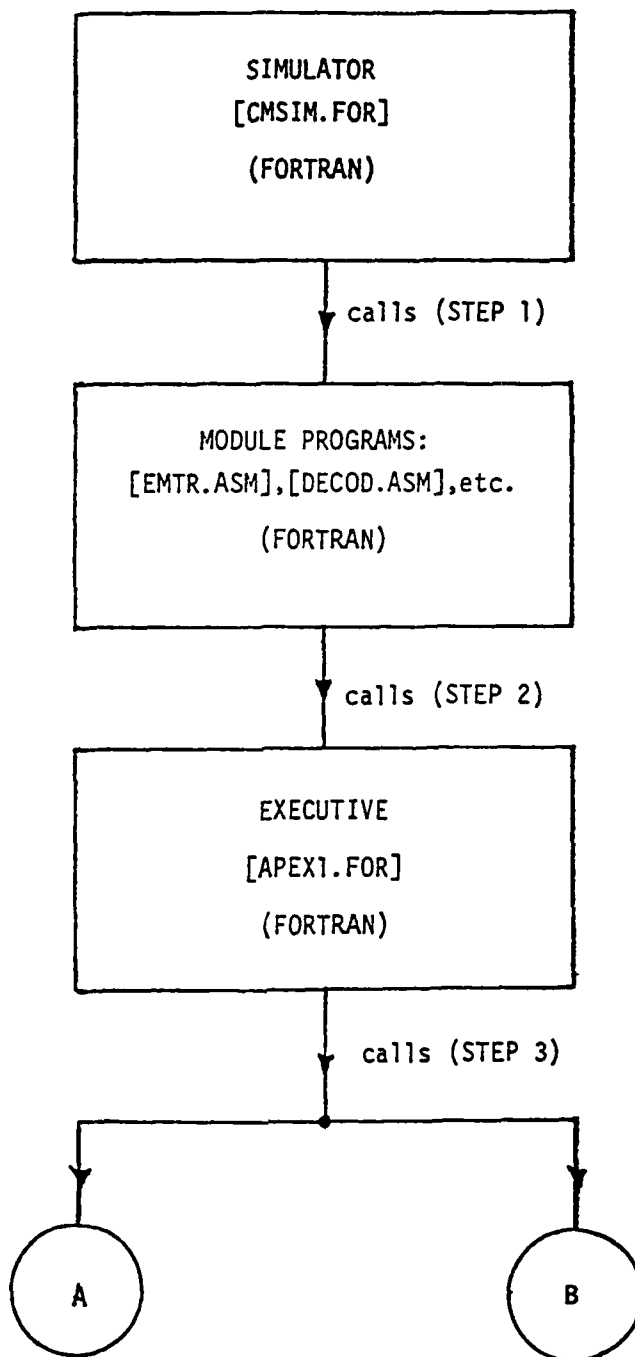 SIMULATOR
[CMSIM.FOR]
(FORTRAN)
calls (STEP 1)
MODULE PROGRAMS:
[EMTR.ASM],[DECOD.ASM],etc.
(FORTRAN)
calls (STEP 2)
EXECUTIVE
[APEX1.FOR]
(FORTRAN)
calls (STEP 3)
A
B